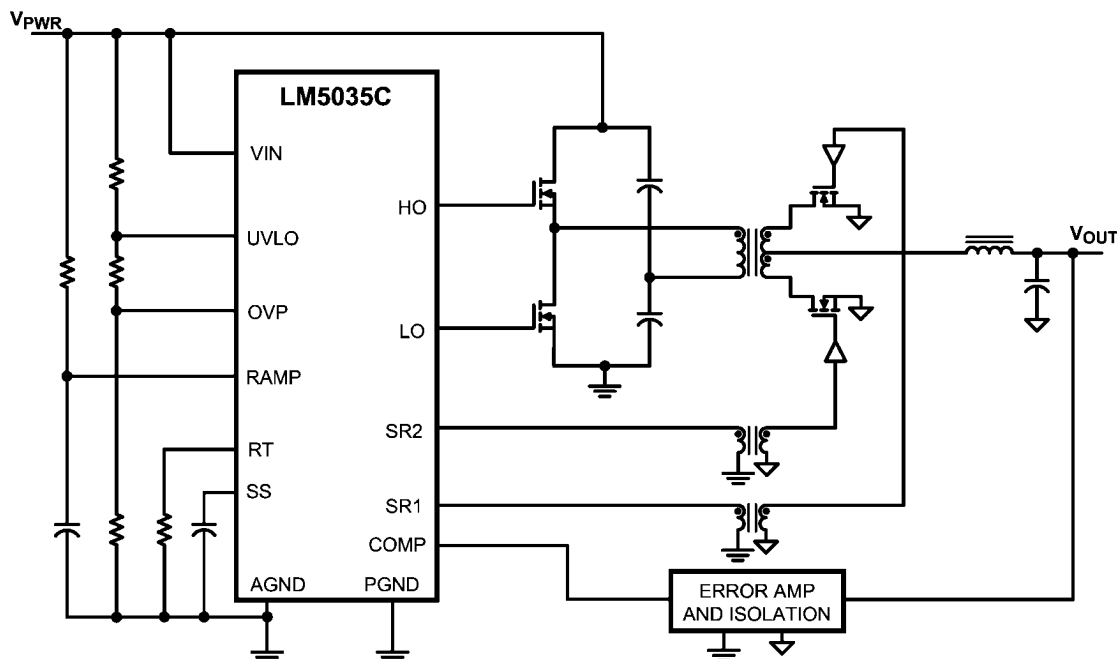 VPWR
LM5035C
VIN
HO
UVLO
VOUT
OVP
LO
RAMP
SR2
RT
SS
SR1
COMP
AGND
PGND
ERROR AMP
AND ISOLATION